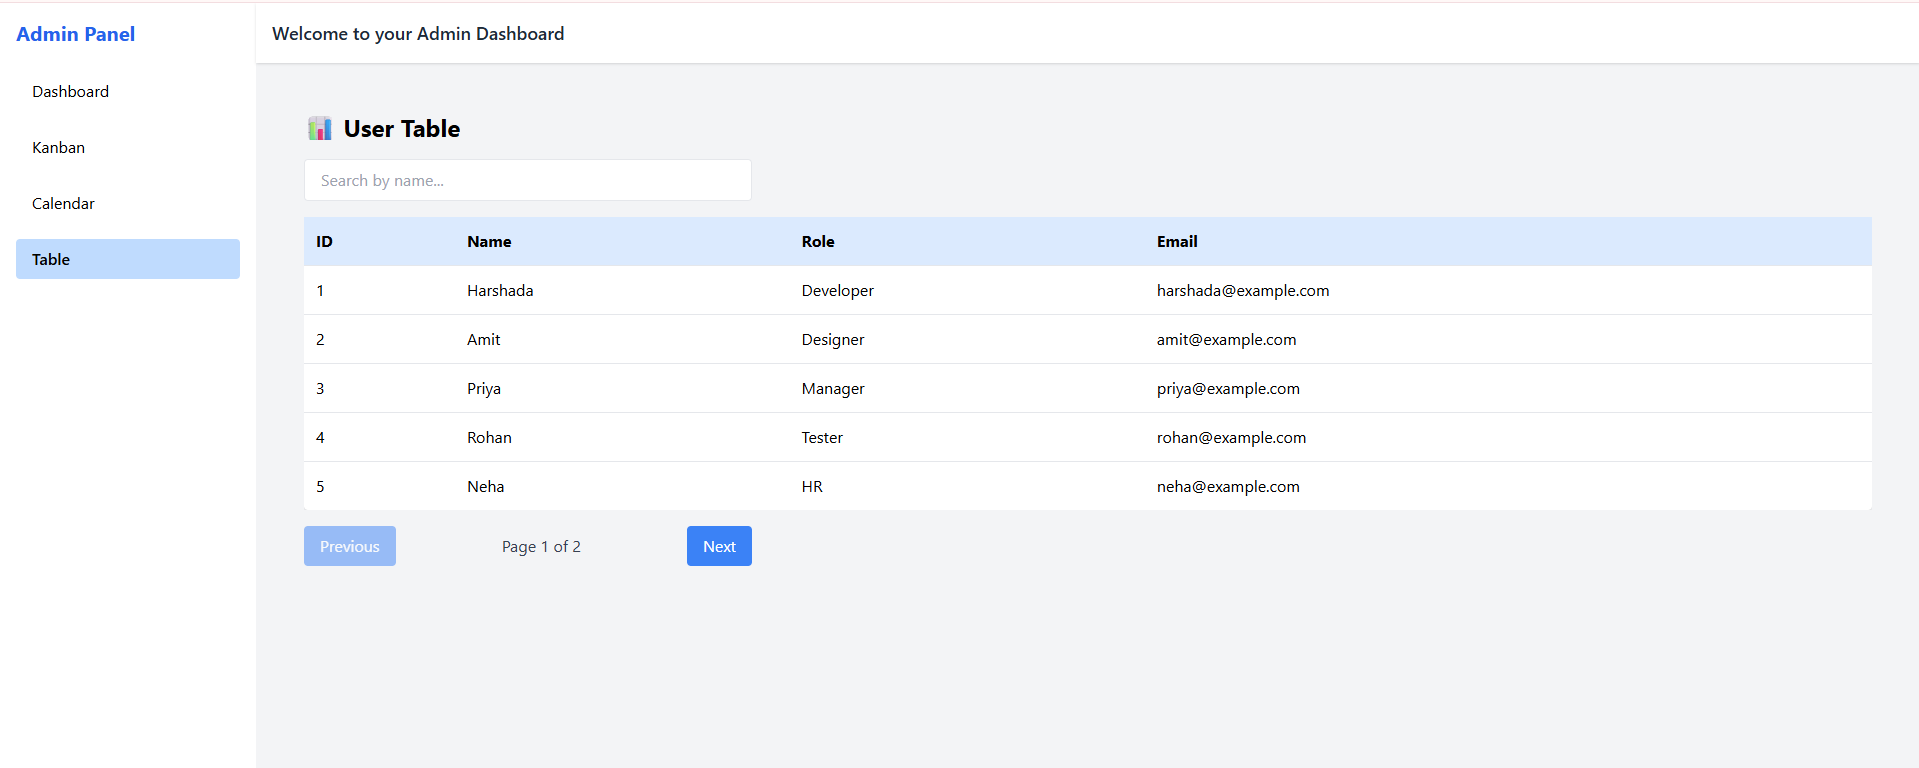 Admin Panel
Welcome to your Admin Dashboard
Dashboard
Kanban
Calendar
Table
📊 User Table
Search by name...
ID Name Role Email
1 Harshada Developer harshada@example.com
2 Amit Designer amit@example.com
3 Priya Manager priya@example.com
4 Rohan Tester rohan@example.com
5 Neha HR neha@example.com
Previous Page 1 of 2 Next